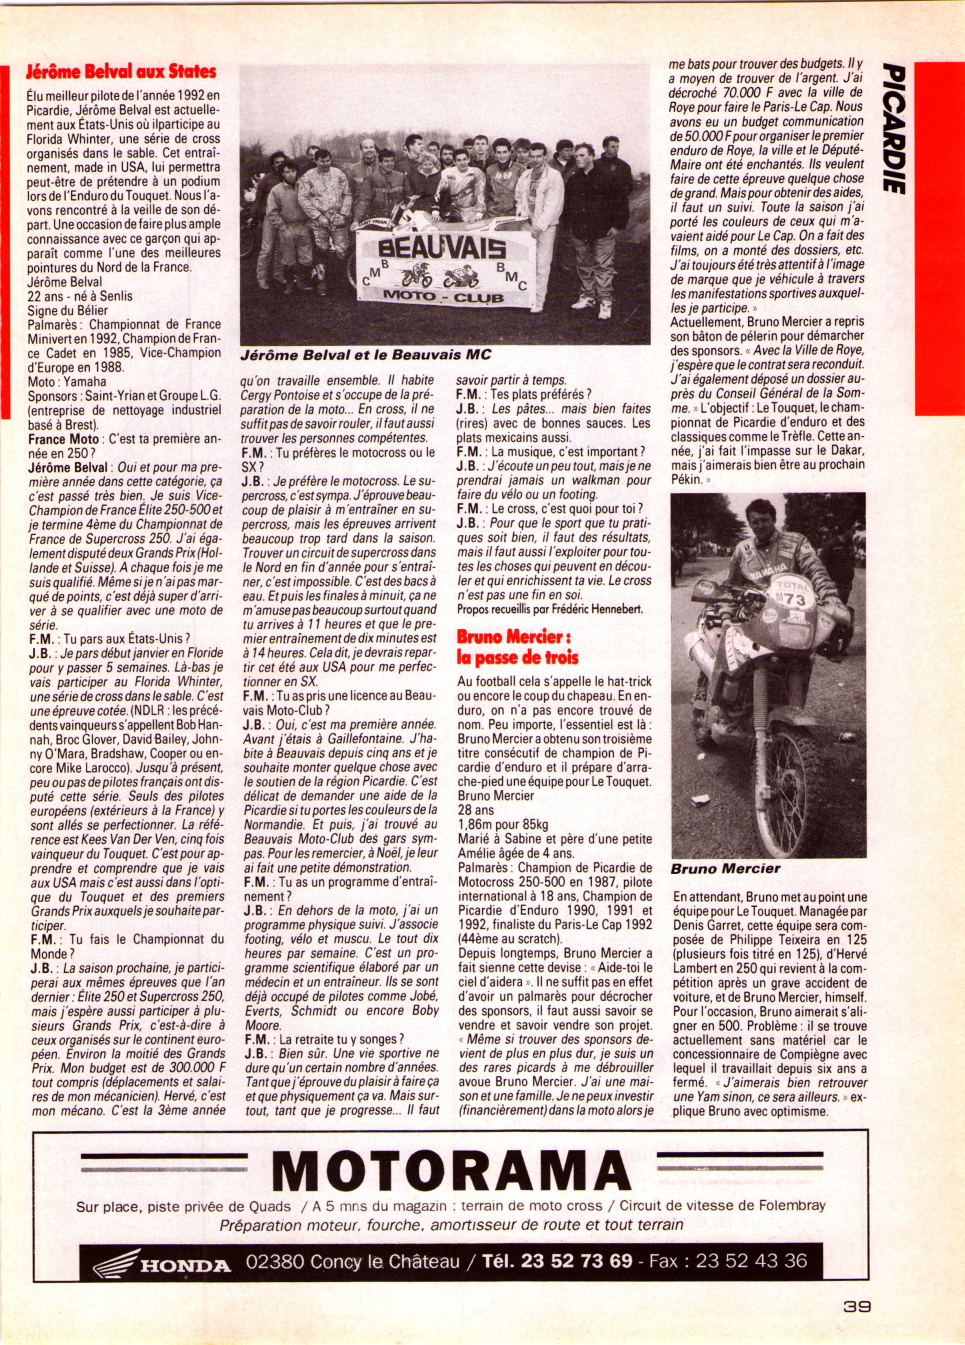 PICARDIE
Jérôme Belval aux States
Élu meilleur pilote de l'année 1992 en
Picardie, Jérôme Belval est actuelle-
ment aux États-Unis où ilparticipe au
Florida Whinter, une série de cross
organisés dans le sable. Cet entraî-
nement, made in USA, lui permettra
peut-être de prétendre à un podium
lors de l'Enduro du Touquet. Nous l'a-
vons rencontré à la veille de son dé-
part. Une occasion de faire plus ample
connaissance avec ce garçon qui ap-
paraît comme l'une des meilleures
pointures du Nord de la France.
Jérôme Belval
22 ans - né à Senlis
Signe du Bélier
Palmarès : Championnat de France
Minivert en 1992, Champion de Fran-
ce Cadet en 1985, Vice-Champion
d'Europe en 1988.
Moto : Yamaha
Sponsors : Saint-Yrian et Groupe L.G.
(entreprise de nettoyage industriel
basé à Brest).
France Moto : C'est ta première an-
née en 250 ?
Jérôme Belval : Oui et pour ma pre-
mière année dans cette catégorie, ça
c'est passé très bien. Je suis Vice-
Champion de France Élite 250-500 et
je termine 4ème du Championnat de
France de Supercross 250. J'ai éga-
lement disputé deux Grands Prix (Hol-
lande et Suisse). A chaque fois je me
suis qualifié. Même si je n'ai pas mar-
qué de points, c'est déjà super d'arri-
ver à se qualifier avec une moto de
série.
F.M. : Tu pars aux États-Unis ?
J.B. : Je pars début janvier en Floride
pour y passer 5 semaines. Là-bas je
vais participer au Florida Whinter,
une série de cross dans le sable. C'est
une épreuve cotée. (NDLR : les précé-
dents vainqueurs s'appellent Bob Han-
nah, Broc Glover, David Bailey, John-
ny O'Mara, Bradshaw, Cooper ou en-
core Mike Larocco). Jusqu'à présent,
peu ou pas de pilotes français ont dis-
puté cette série. Seuls des pilotes
européens (extérieurs à la France) y
sont allés se perfectionner. La réfé-
rence est Kees Van Der Ven, cinq fois
vainqueur du Touquet. C'est pour ap-
prendre et comprendre que je vais
aux USA mais c'est aussi dans l'opti-
que du Touquet et des premiers
Grands Prix auxquels je souhaite par-
ticiper.
F.M. : Tu fais le Championnat du
Monde ?
J.B. : La saison prochaine, je partici-
perai aux mêmes épreuves que l'an
dernier : Élite 250 et Supercross 250,
mais j'espère aussi participer à plu-
sieurs Grands Prix, c'est-à-dire à
ceux organisés sur le continent euro-
péen. Environ la moitié des Grands
Prix. Mon budget est de 300.000 F
tout compris (déplacements et salai-
res de mon mécanicien). Hervé, c'est
mon mécano. C'est la 3ème année
BEAUVAIS
CMB
BMC
MOTO - CLUB
Jérôme Belval et le Beauvais MC
qu'on travaille ensemble. Il habite
Cergy Pontoise et s'occupe de la pré-
paration de la moto... En cross, il ne
suffit pas de savoir rouler, il faut aussi
trouver les personnes compétentes.
F.M. : Tu préfères le motocross ou le
SX ?
J.B. : Je préfère le motocross. Le su-
percross, c'est sympa. J'éprouve beau-
coup de plaisir à m'entraîner en su-
percross, mais les épreuves arrivent
beaucoup trop tard dans la saison.
Trouver un circuit de supercross dans
le Nord en fin d'année pour s'entraî-
ner, c'est impossible. C'est des bacs à
eau. Et puis les finales à minuit, ça ne
m'amuse pas beaucoup surtout quand
tu arrives à 11 heures et que le pre-
mier entraînement de dix minutes est
à 14 heures. Cela dit, je devrais repar-
tir cet été aux USA pour me perfec-
tionner en SX.
F.M. : Tu as pris une licence au Beau-
vais Moto-Club ?
J.B. : Oui, c'est ma première année.
Avant j'étais à Gaillefontaine. J'ha-
bite à Beauvais depuis cinq ans et je
souhaite monter quelque chose avec
le soutien de la région Picardie. C'est
délicat de demander une aide de la
Picardie si tu portes les couleurs de la
Normandie. Et puis, j'ai trouvé au
Beauvais Moto-Club des gars sym-
pas. Pour les remercier, à Noël, je leur
ai fait une petite démonstration.
F.M. : Tu as un programme d'entraî-
nement ?
J.B. : En dehors de la moto, j'ai un
programme physique suivi. J'associe
footing, vélo et muscu. Le tout dix
heures par semaine. C'est un pro-
gramme scientifique élaboré par un
médecin et un entraîneur. Ils se sont
déjà occupé de pilotes comme Jobé,
Everts, Schmidt ou encore Boby
Moore.
F.M. : La retraite tu y songes ?
J.B. : Bien sûr. Une vie sportive ne
dure qu'un certain nombre d'années.
Tant que j'éprouve du plaisir à faire ça
et que physiquement ça va. Mais sur-
tout, tant que je progresse... Il faut
savoir partir à temps.
F.M. : Tes plats préférés ?
J.B. : Les pâtes... mais bien faites
(rires) avec de bonnes sauces. Les
plats mexicains aussi.
F.M. : La musique, c'est important ?
J.B. : J'écoute un peu tout, mais je ne
prendrai jamais un walkman pour
faire du vélo ou un footing.
F.M. : Le cross, c'est quoi pour toi ?
J.B. : Pour que le sport que tu prati-
ques soit bien, il faut des résultats,
mais il faut aussi l'exploiter pour tou-
tes les choses qui peuvent en décou-
ler et qui enrichissent ta vie. Le cross
n'est pas une fin en soi.
Propos recueillis par Frédéric Hennebert.
Bruno Mercier :
la passe de trois
Au football cela s'appelle le hat-trick
ou encore le coup du chapeau. En en-
duro, on n'a pas encore trouvé de
nom. Peu importe, l'essentiel est là :
Bruno Mercier a obtenu son troisième
titre consécutif de champion de Pi-
cardie d'enduro et il prépare d'arra-
che-pied une équipe pour Le Touquet.
Bruno Mercier
28 ans
1,86m pour 85kg
Marié à Sabine et père d'une petite
Amélie âgée de 4 ans.
Palmarès : Champion de Picardie de
Motocross 250-500 en 1987, pilote
international à 18 ans, Champion de
Picardie d'Enduro 1990, 1991 et
1992, finaliste du Paris-Le Cap 1992
(44ème au scratch).
Depuis longtemps, Bruno Mercier a
fait sienne cette devise : « Aide-toi le
ciel d'aidera ». Il ne suffit pas en effet
d'avoir un palmarès pour décrocher
des sponsors, il faut aussi savoir se
vendre et savoir vendre son projet.
« Même si trouver des sponsors de-
vient de plus en plus dur, je suis un
des rares picards à me débrouiller
avoue Bruno Mercier. J'ai une mai-
son et une famille. Je ne peux investir
(financièrement) dans la moto alors je
me bats pour trouver des budgets. Il y
a moyen de trouver de l'argent. J'ai
décroché 70.000 F avec la ville de
Roye pour faire le Paris-Le Cap. Nous
avons eu un budget communication
de 50.000 F pour organiser le premier
enduro de Roye, la ville et le Député-
Maire ont été enchantés. Ils veulent
faire de cette épreuve quelque chose
de grand. Mais pour obtenir des aides,
il faut un suivi. Toute la saison j'ai
porté les couleurs de ceux qui m'a-
vaient aidé pour Le Cap. On a fait des
films, on a monté des dossiers, etc.
J'ai toujours été très attentif à l'image
de marque que je véhicule à travers
les manifestations sportives auxquel-
les je participe. »
Actuellement, Bruno Mercier a repris
son bâton de pélerin pour démarcher
des sponsors. « Avec la Ville de Roye,
j'espère que le contrat sera reconduit.
J'ai également déposé un dossier au-
près du Conseil Général de la Som-
me. » L'objectif : Le Touquet, le cham-
pionnat de Picardie d'enduro et des
classiques comme le Trèfle. Cette an-
née, j'ai fait l'impasse sur le Dakar,
mais j'aimerais bien être au prochain
Pékin. »
YAMAHA
TOTAL
M73
Bruno Mercier
En attendant, Bruno met au point une
équipe pour Le Touquet. Managée par
Denis Garret, cette équipe sera com-
posée de Philippe Teixeira en 125
(plusieurs fois titré en 125), d'Hervé
Lambert en 250 qui revient à la com-
pétition après un grave accident de
voiture, et de Bruno Mercier, himself.
Pour l'occasion, Bruno aimerait s'ali-
gner en 500. Problème : il se trouve
actuellement sans matériel car le
concessionnaire de Compiègne avec
lequel il travaillait depuis six ans a
fermé. « J'aimerais bien retrouver
une Yam sinon, ce sera ailleurs. » ex-
plique Bruno avec optimisme.
MOTORAMA
Sur place, piste privée de Quads / A 5 mns du magazin : terrain de moto cross / Circuit de vitesse de Folembray
Préparation moteur, fourche, amortisseur de route et tout terrain
HONDA 02380 Concy le Château / Tél. 23 52 73 69 - Fax : 23 52 43 36
39